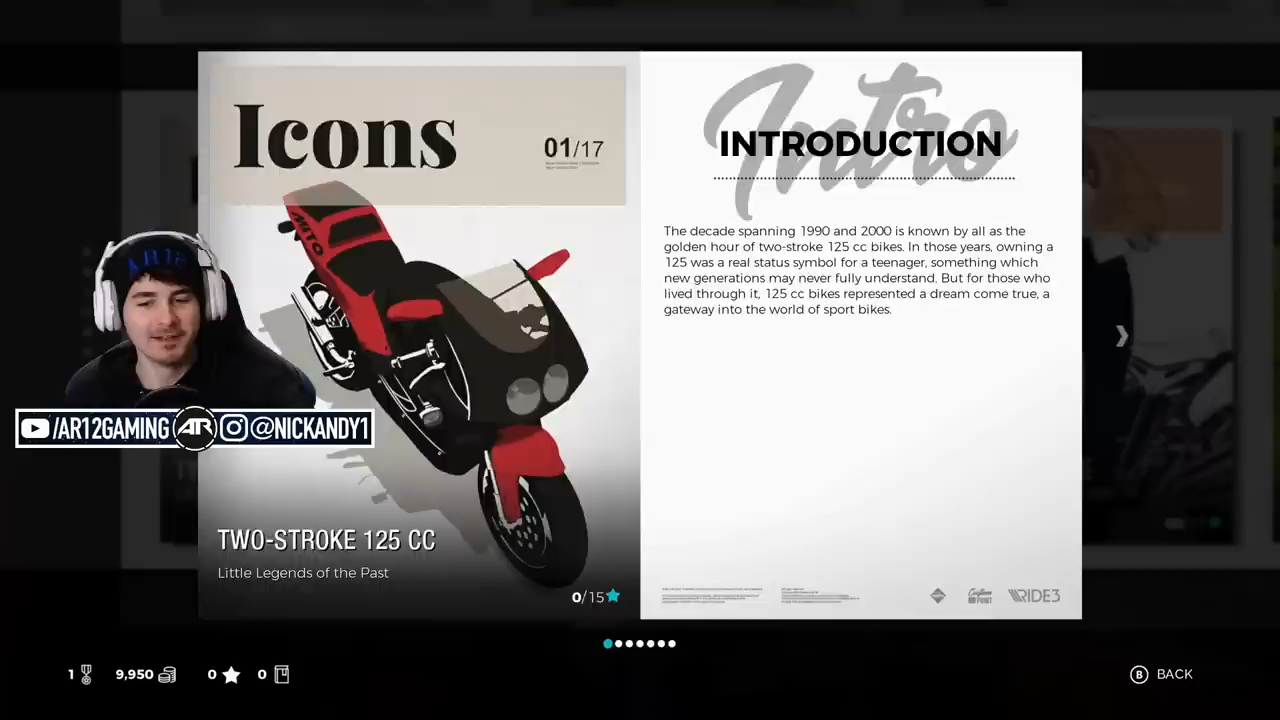 Icons
01/17
MITO
TWO-STROKE 125 CC
Little Legends of the Past
0/15
Intro
INTRODUCTION
The decade spanning 1990 and 2000 is known by all as the
golden hour of two-stroke 125 cc bikes. In those years, owning a
125 was a real status symbol for a teenager, something which
new generations may never fully understand. But for those who
lived through it, 125 cc bikes represented a dream come true, a
gateway into the world of sport bikes.
RIDE3
/AR12GAMING AR @NICKANDY1
1 9,950 0 0
B BACK